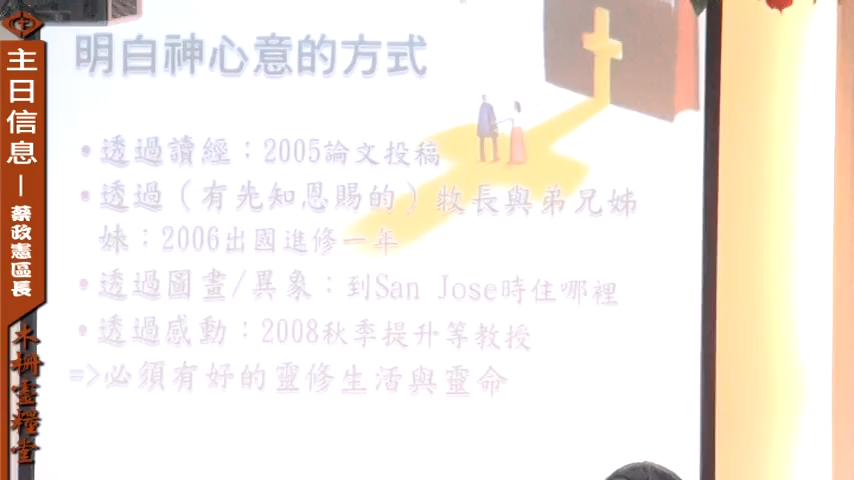 明白神心意的方式
•透過讀經：2005論文投稿
•透過（有先知恩賜的）牧長與弟兄姊
妹：2006出國進修一年
•透過圖畫/異象：到San Jose時住哪裡
•透過感動：2008秋季提升等教授
=>必須有好的靈修生活與靈命
主日信息—蔡政憲區長
木柵靈糧堂